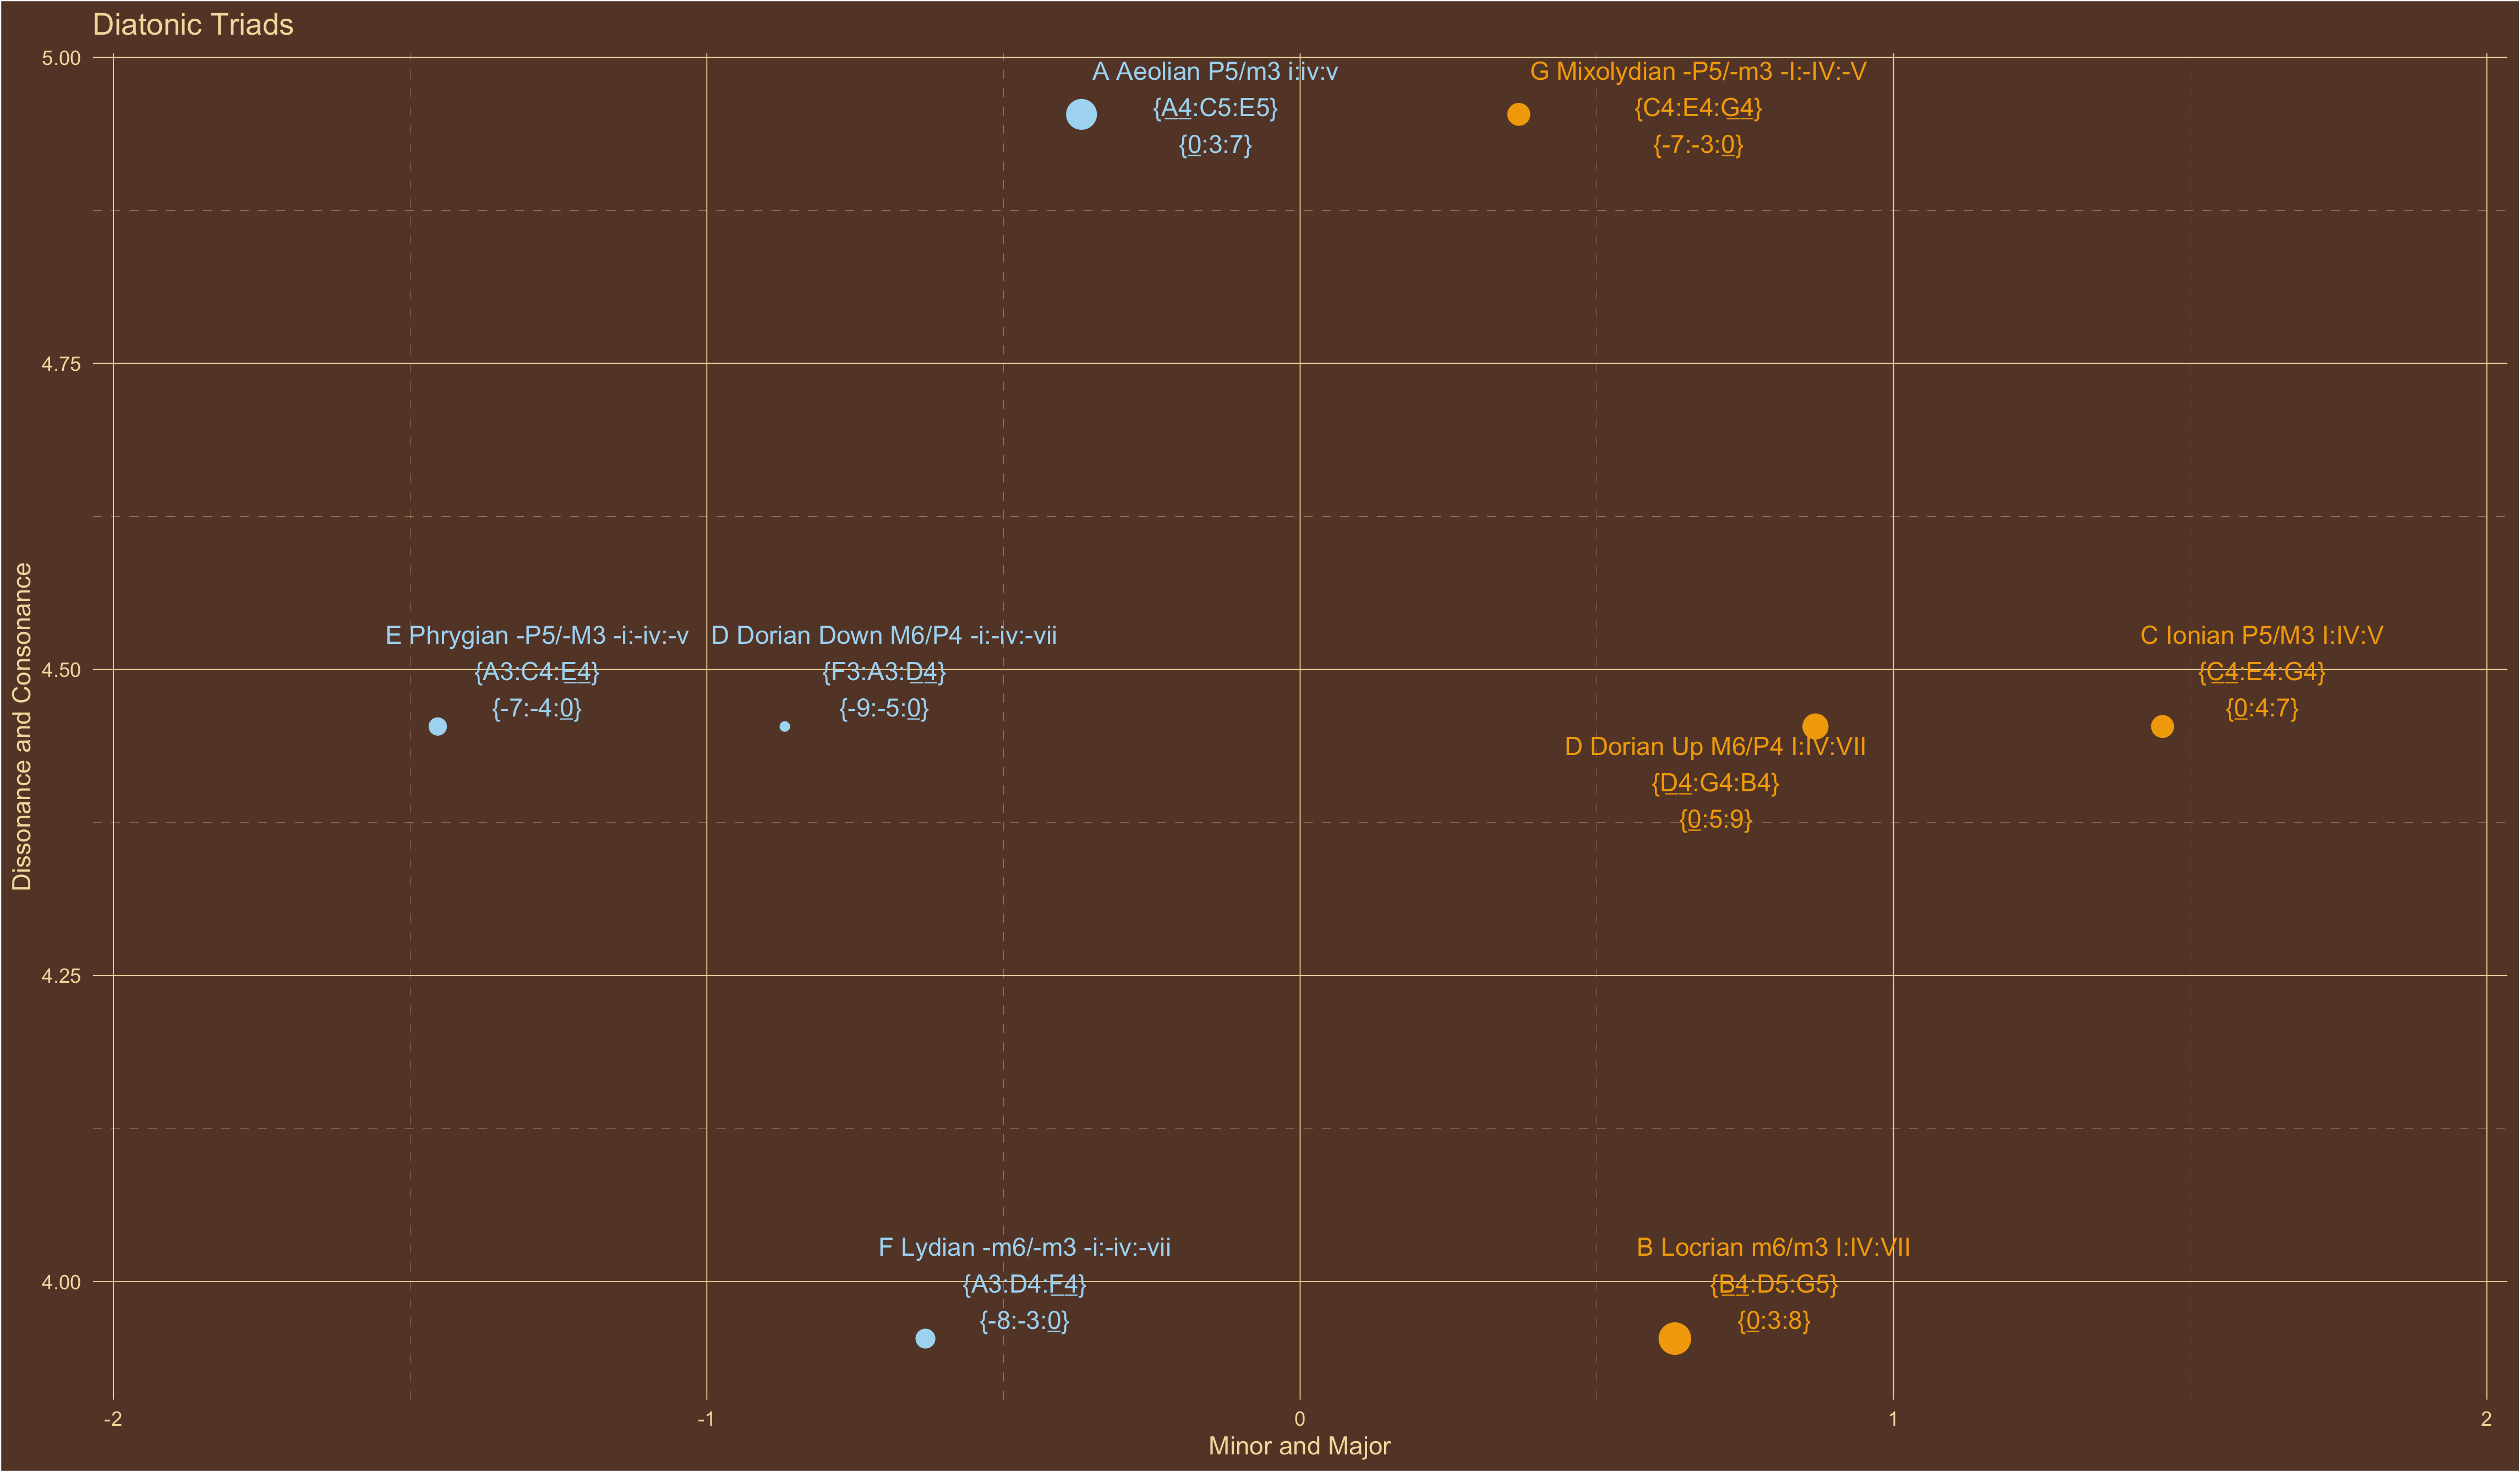 Diatonic Triads
5.00
A Aeolian P5/m3 i:iv:v
{A4:C5:E5}
{0:3:7}
G Mixolydian -P5/-m3 -I:-IV:-V
{C4:E4:G4}
{-7:-3:0}
4.75
E Phrygian -P5/-M3 -i:-iv:-v
{A3:C4:E4}
{-7:-4:0}
D Dorian Down M6/P4 -i:-iv:-vii
{F3:A3:D4}
{-9:-5:0}
C Ionian P5/M3 I:IV:V
{C4:E4:G4}
{0:4:7}
4.50
D Dorian Up M6/P4 I:IV:VII
{D4:G4:B4}
{0:5:9}
Dissonance and Consonance
4.25
F Lydian -m6/-m3 -i:-iv:-vii
{A3:D4:F4}
{-8:-3:0}
B Locrian m6/m3 I:IV:VII
{B4:D5:G5}
{0:3:8}
4.00
-2
-1
0
1
2
Minor and Major